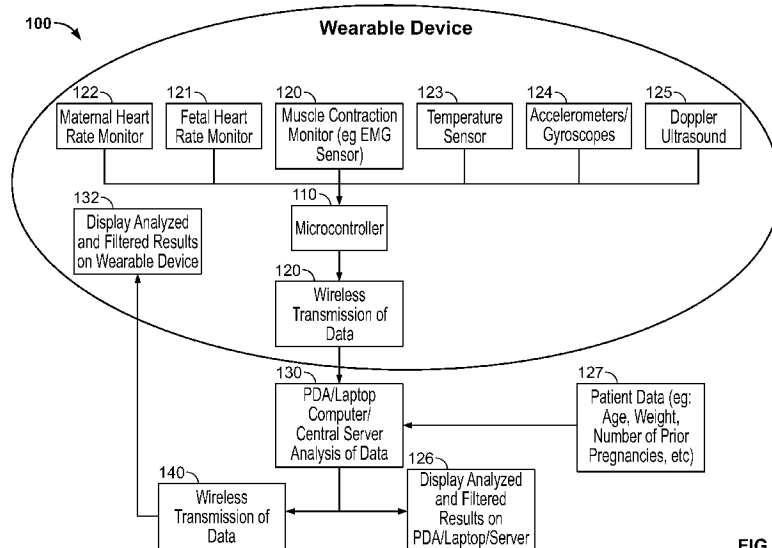 100
Wearable Device
122
Maternal Heart
Rate Monitor
121
Fetal Heart
Rate Monitor
120
Muscle Contraction
Monitor (eg EMG
Sensor)
123
Temperature
Sensor
124
Accelerometers/
Gyroscopes
125
Doppler
Ultrasound
132
Display Analyzed
and Filtered Results
on Wearable Device
110
Microcontroller
120
Wireless
Transmission of
Data
130
PDA/Laptop
Computer/
Central Server
Analysis of Data
127
Patient Data (eg:
Age, Weight,
Number of Prior
Pregnancies, etc)
140
Wireless
Transmission of
Data
126
Display Analyzed
and Filtered
Results on
PDA/Laptop/Server
FIG